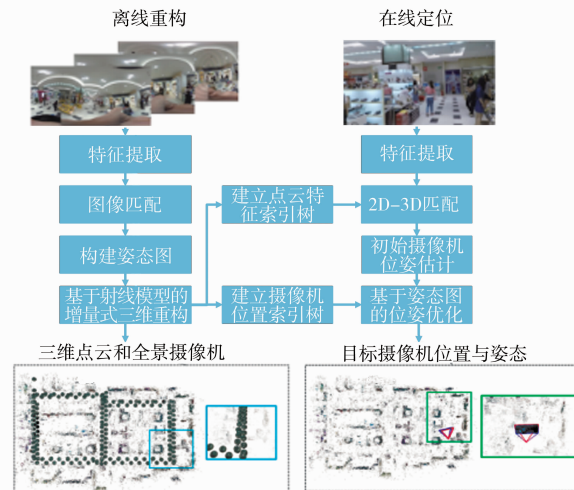 离线重构
在线定位
特征提取
特征提取
图像匹配
建立点云特
征索引树
2D-3D匹配
构建姿态图
初始摄像机
位姿估计
基于射线模型的
增量式三维重构
建立摄像机
位置索引树
基于姿态图
的位姿优化
三维点云和全景摄像机
目标摄像机位置与姿态